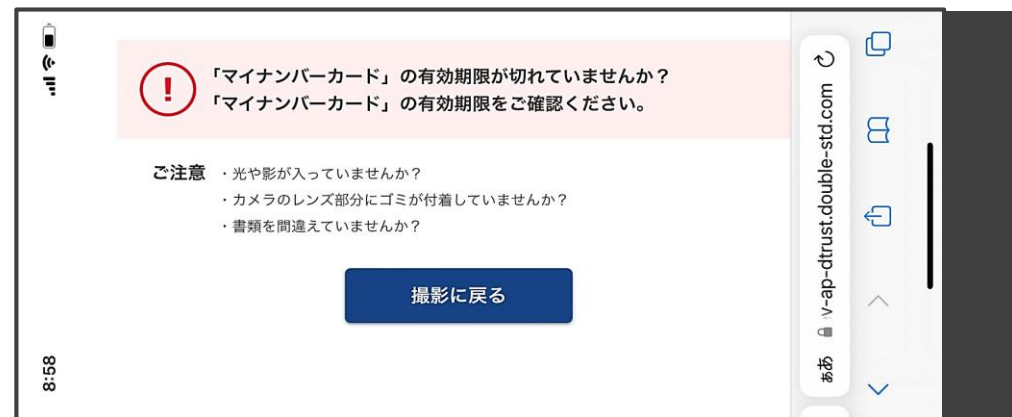 「マイナンバーカード」の有効期限が切れていませんか？
「マイナンバーカード」の有効期限をご確認ください。
ご注意
・光や影が入っていませんか？
・カメラのレンズ部分にゴミが付着していませんか？
・書類を間違えていませんか？
撮影に戻る
8:58
ああ
v-ap-dtrust.double-std.com